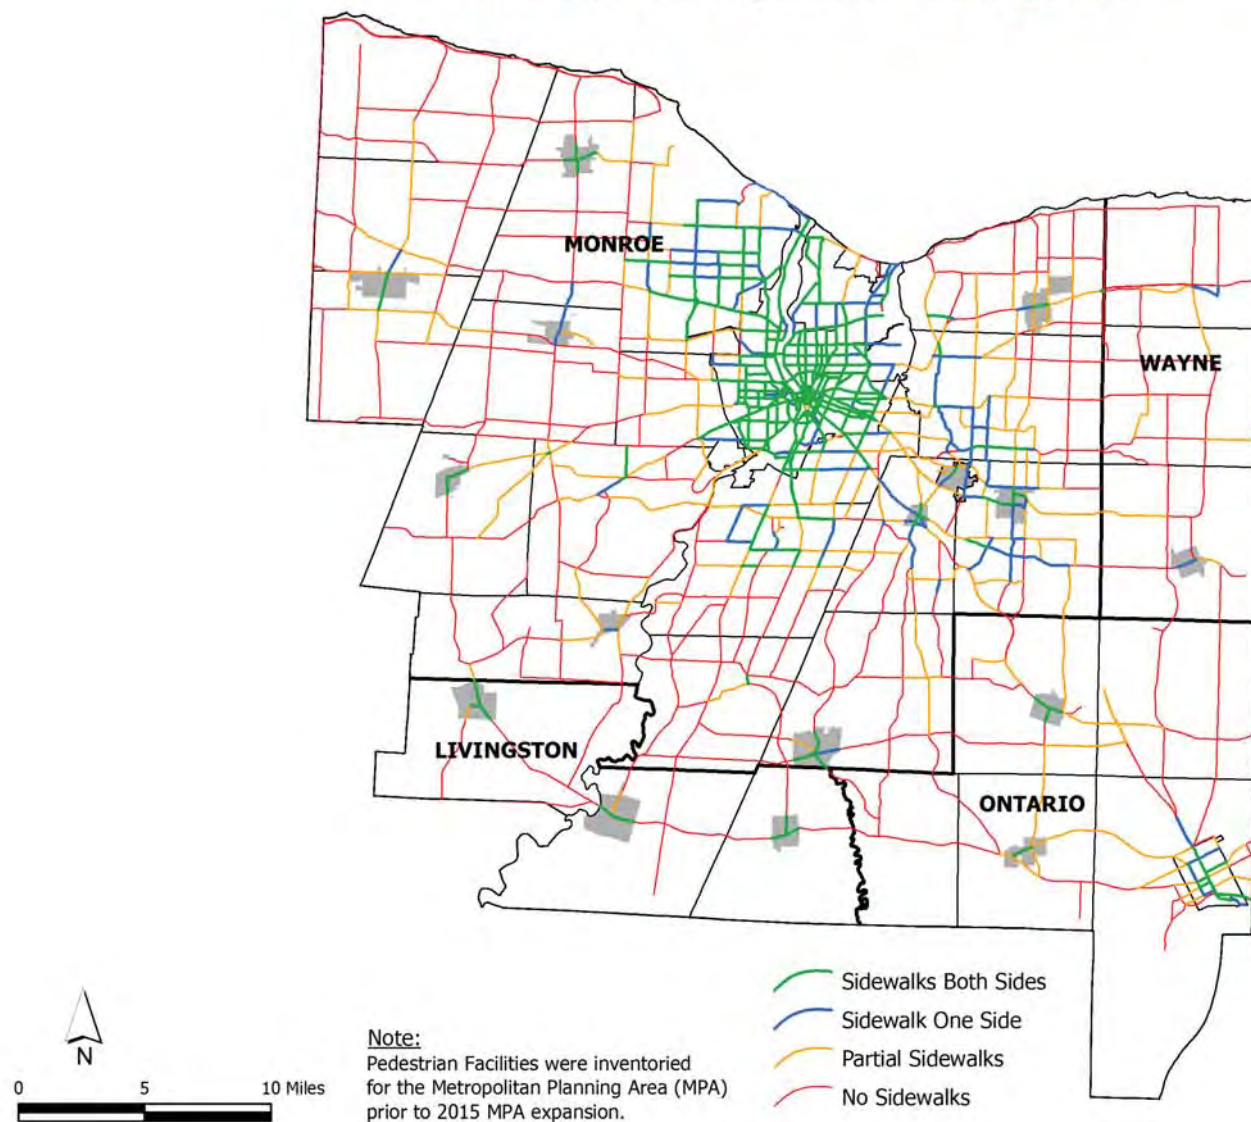 MONROE
WAYNE
LIVINGSTON
ONTARIO
Sidewalks Both Sides
Sidewalk One Side
Partial Sidewalks
No Sidewalks
N
0 5 10 Miles
Note:
Pedestrian Facilities were inventoried
for the Metropolitan Planning Area (MPA)
prior to 2015 MPA expansion.